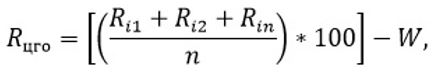 R_цго = [((R_i1 + R_i2 + R_in) / n) * 100] − W,